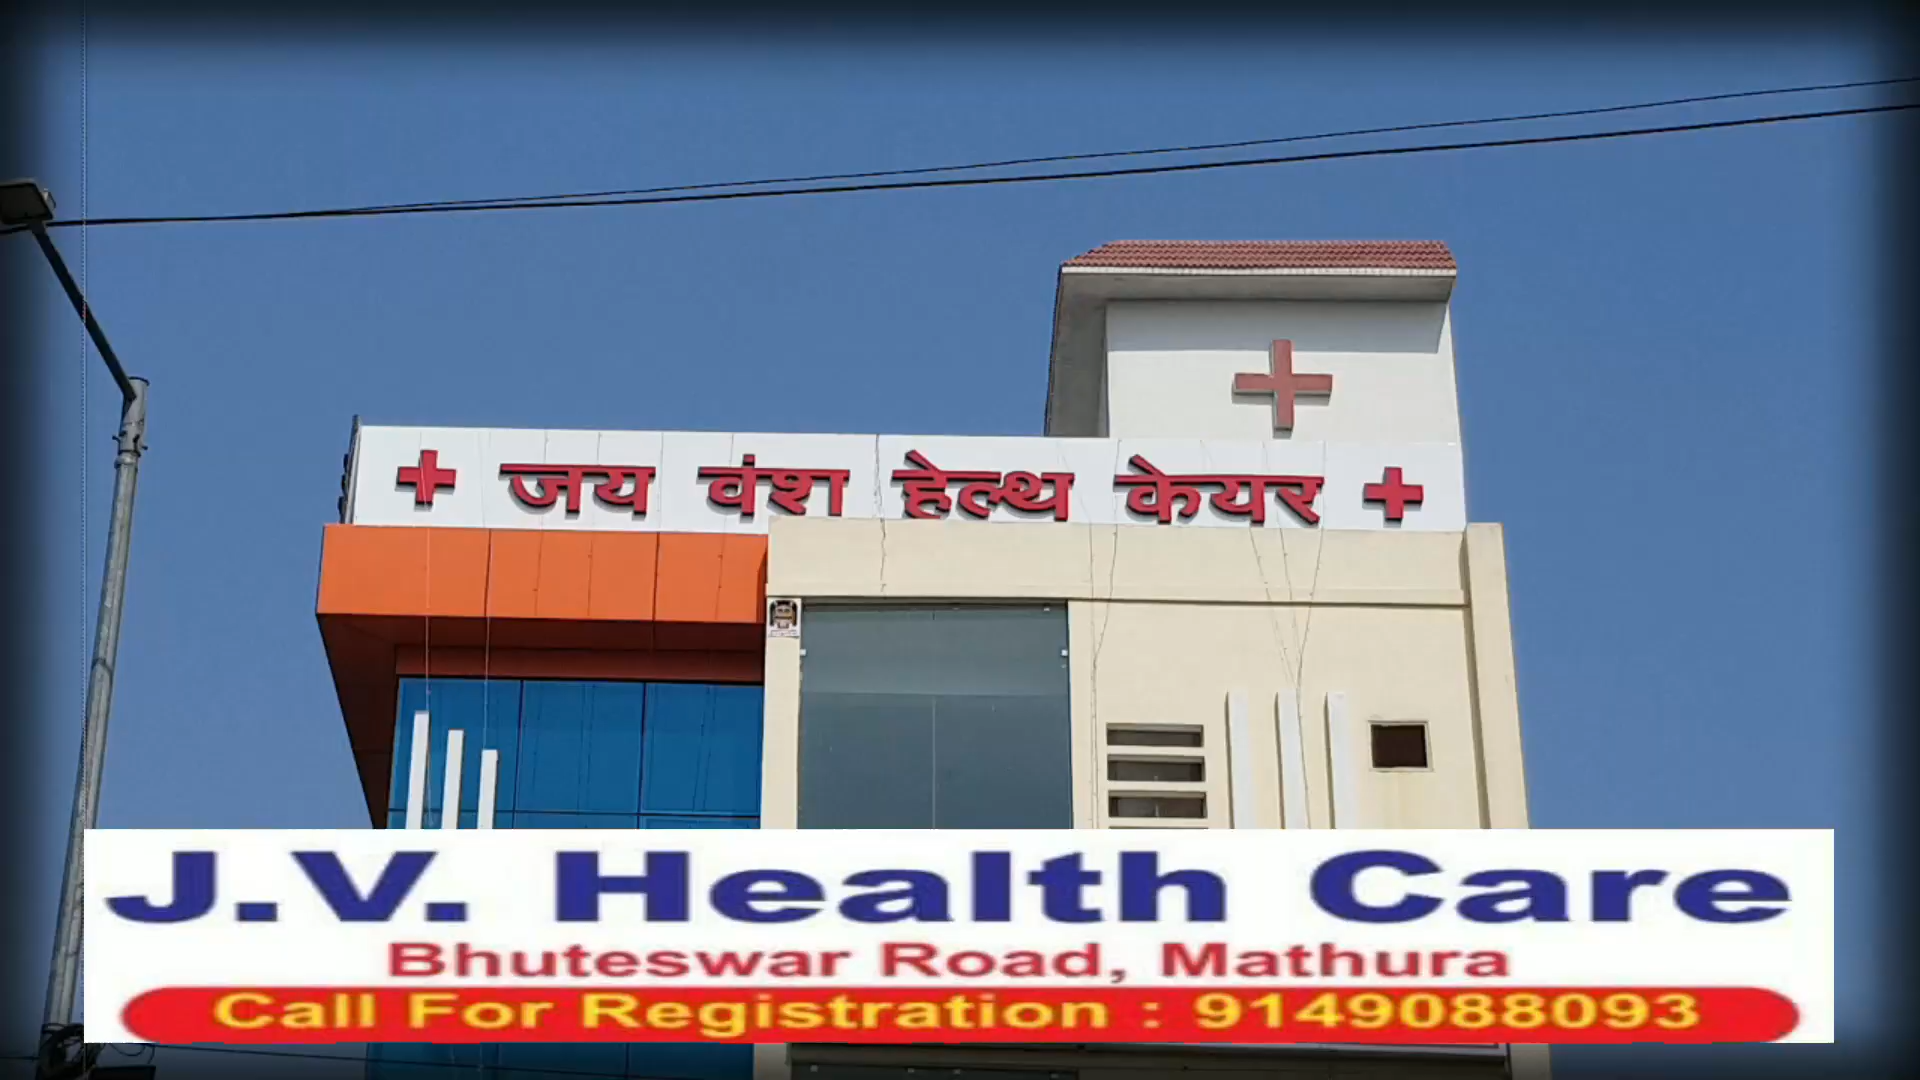 जय वंश हेल्थ केयर
J.V. Health Care
Bhuteswar Road, Mathura
Call For Registration : 9149088093